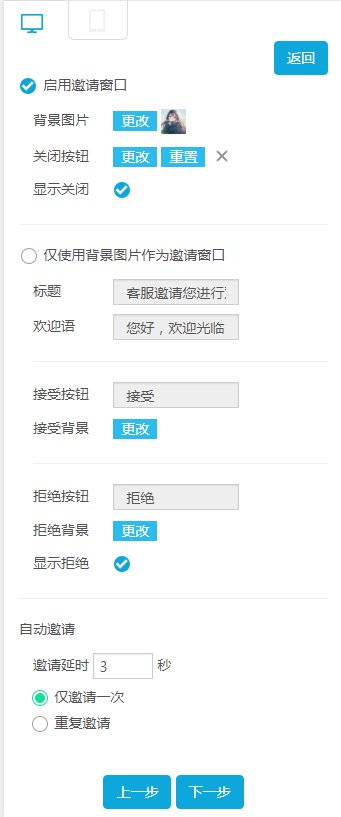 返回
启用邀请窗口
背景图片 更改
关闭按钮 更改 重置
显示关闭
仅使用背景图片作为邀请窗口
标题 客服邀请您进行
欢迎语 您好，欢迎光临
接受按钮 接受
接受背景 更改
拒绝按钮 拒绝
拒绝背景 更改
显示拒绝
自动邀请
邀请延时 3 秒
仅邀请一次
重复邀请
上一步 下一步